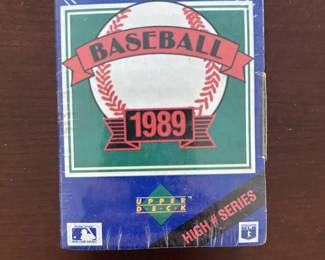 BASEBALL
1989
UPPER
DECK
HIGH # SERIES